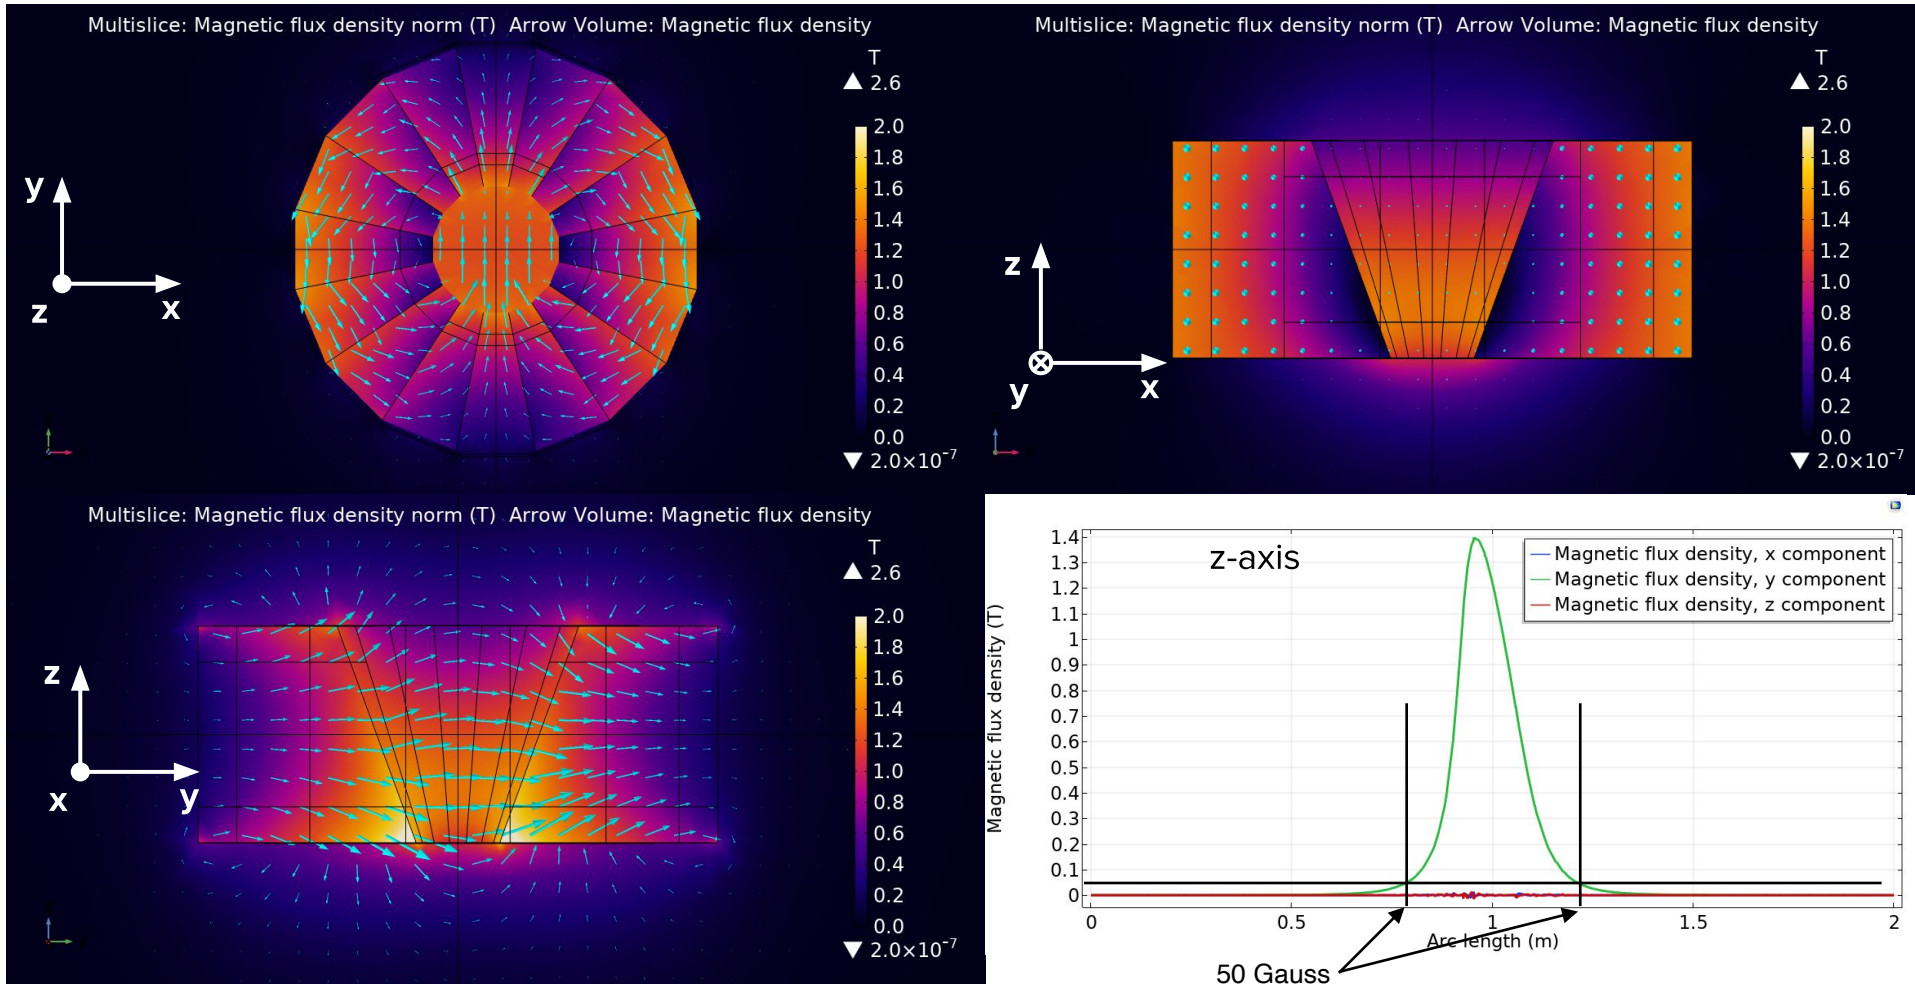 Multislice: Magnetic flux density norm (T) Arrow Volume: Magnetic flux density
T
2.6
2.0
1.8
1.6
1.4
1.2
1.0
0.8
0.6
0.4
0.2
0.0
2.0×10⁻⁷
y
z
x
Multislice: Magnetic flux density norm (T) Arrow Volume: Magnetic flux density
T
2.6
2.0
1.8
1.6
1.4
1.2
1.0
0.8
0.6
0.4
0.2
0.0
2.0×10⁻⁷
z
y
x
Multislice: Magnetic flux density norm (T) Arrow Volume: Magnetic flux density
T
2.6
2.0
1.8
1.6
1.4
1.2
1.0
0.8
0.6
0.4
0.2
0.0
2.0×10⁻⁷
z
x
y
z-axis
Magnetic flux density, x component
Magnetic flux density, y component
Magnetic flux density, z component
Magnetic flux density (T)
1.4
1.3
1.2
1.1
1
0.9
0.8
0.7
0.6
0.5
0.4
0.3
0.2
0.1
0
0 0.5 1 1.5 2
Arc length (m)
50 Gauss